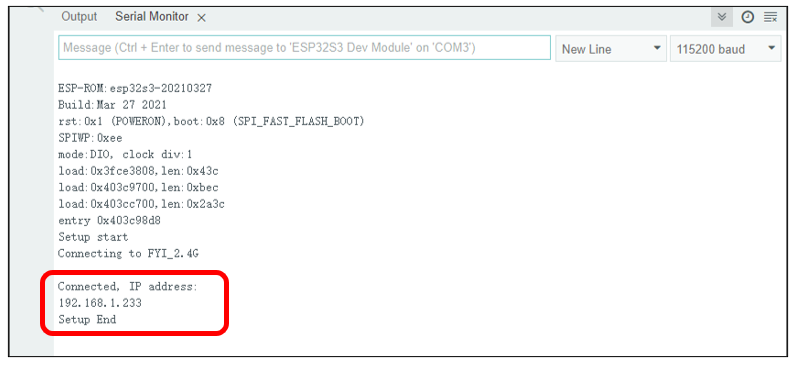 Output Serial Monitor ×
Message (Ctrl + Enter to send message to 'ESP32S3 Dev Module' on 'COM3')
New Line
115200 baud
ESP-ROM:esp32s3-20210327
Build:Mar 27 2021
rst:0x1 (POWERON),boot:0x8 (SPI_FAST_FLASH_BOOT)
SPIWP:0xee
mode:DIO, clock div:1
load:0x3fce3808,len:0x43c
load:0x403c9700,len:0xbec
load:0x403cc700,len:0x2a3c
entry 0x403c98d8
Setup start
Connecting to FYI_2.4G
Connected, IP address:
192.168.1.233
Setup End